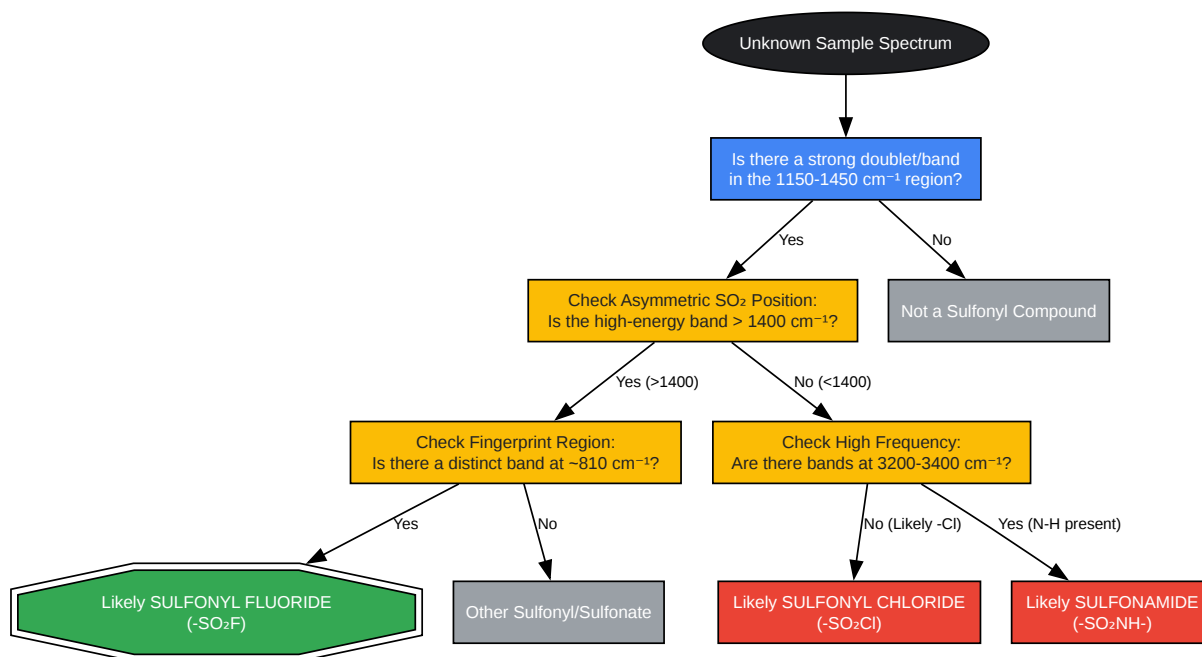 Unknown Sample Spectrum
Is there a strong doublet/band
in the 1150-1450 cm⁻¹ region?
Yes
No
Check Asymmetric SO₂ Position:
Is the high-energy band > 1400 cm⁻¹?
Not a Sulfonyl Compound
Yes (>1400)
No (<1400)
Check Fingerprint Region:
Is there a distinct band at ~810 cm⁻¹?
Check High Frequency:
Are there bands at 3200-3400 cm⁻¹?
Yes
No
No (Likely -Cl)
Yes (N-H present)
Likely SULFONYL FLUORIDE
(-SO₂F)
Other Sulfonyl/Sulfonate
Likely SULFONYL CHLORIDE
(-SO₂Cl)
Likely SULFONAMIDE
(-SO₂NH-)